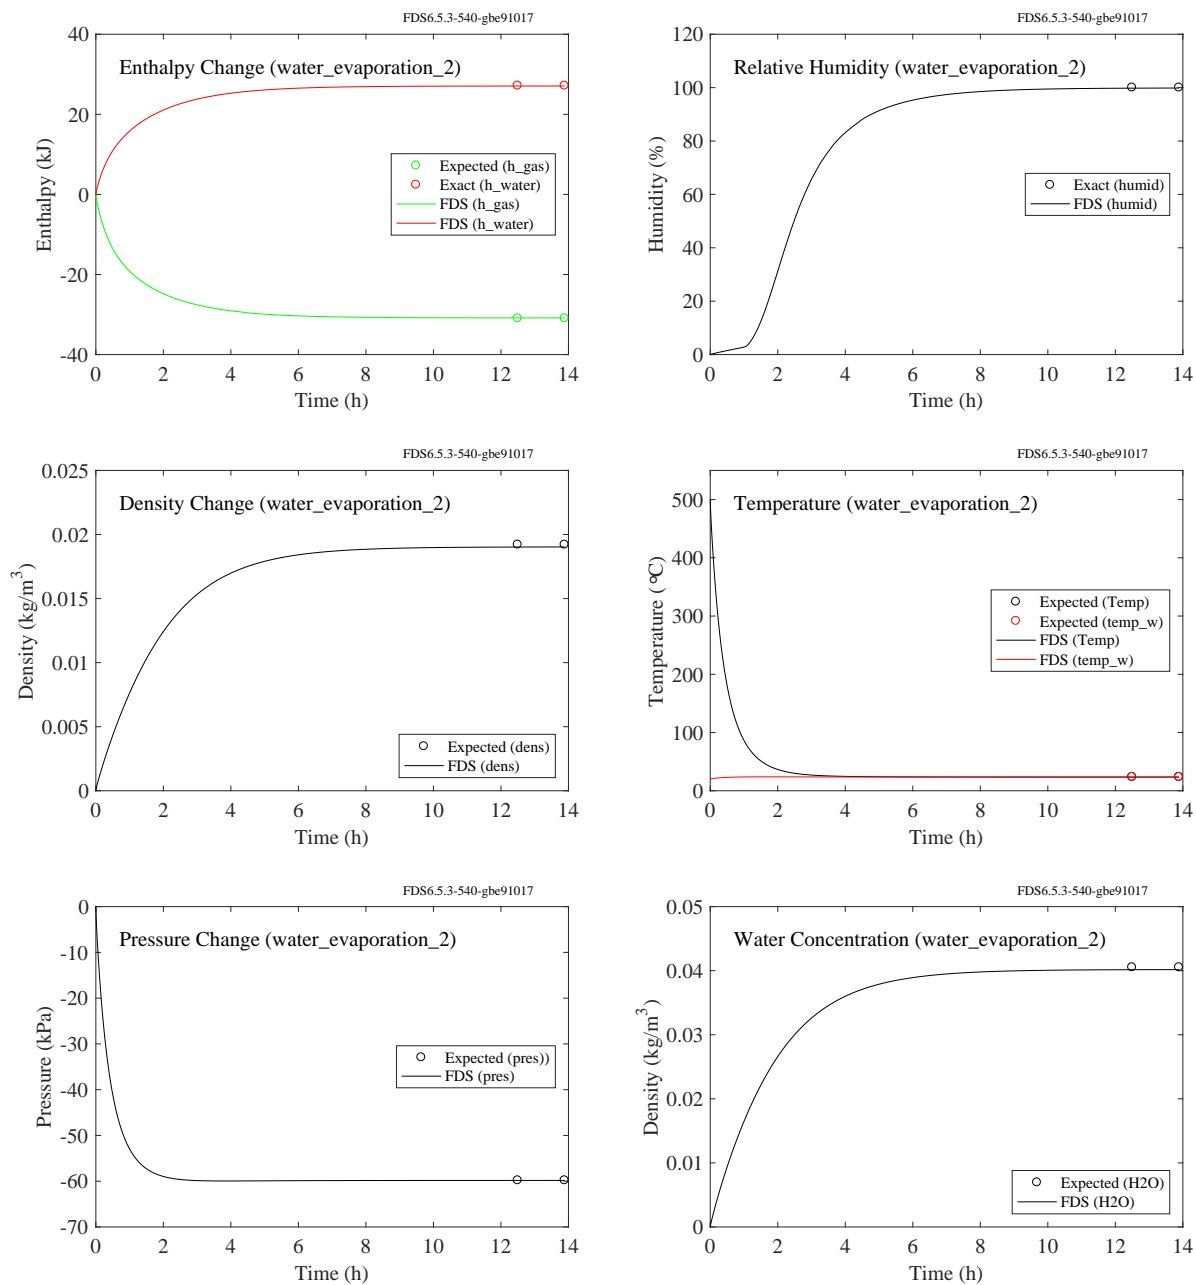 FDS6.5.3-540-gbe91017
Enthalpy Change (water_evaporation_2)
40
20
0
-20
-40
Enthalpy (kJ)
Expected (h_gas)
Exact (h_water)
FDS (h_gas)
FDS (h_water)
0 2 4 6 8 10 12 14
Time (h)
FDS6.5.3-540-gbe91017
Relative Humidity (water_evaporation_2)
120
100
80
60
40
20
0
Humidity (%)
Exact (humid)
FDS (humid)
0 2 4 6 8 10 12 14
Time (h)
FDS6.5.3-540-gbe91017
Density Change (water_evaporation_2)
0.025
0.02
0.015
0.01
0.005
0
Density (kg/m³)
Expected (dens)
FDS (dens)
0 2 4 6 8 10 12 14
Time (h)
FDS6.5.3-540-gbe91017
Temperature (water_evaporation_2)
500
400
300
200
100
0
Temperature (°C)
Expected (Temp)
Expected (temp_w)
FDS (Temp)
FDS (temp_w)
0 2 4 6 8 10 12 14
Time (h)
FDS6.5.3-540-gbe91017
Pressure Change (water_evaporation_2)
0
-10
-20
-30
-40
-50
-60
-70
Pressure (kPa)
Expected (pres))
FDS (pres)
0 2 4 6 8 10 12 14
Time (h)
FDS6.5.3-540-gbe91017
Water Concentration (water_evaporation_2)
0.05
0.04
0.03
0.02
0.01
0
Density (kg/m³)
Expected (H2O)
FDS (H2O)
0 2 4 6 8 10 12 14
Time (h)